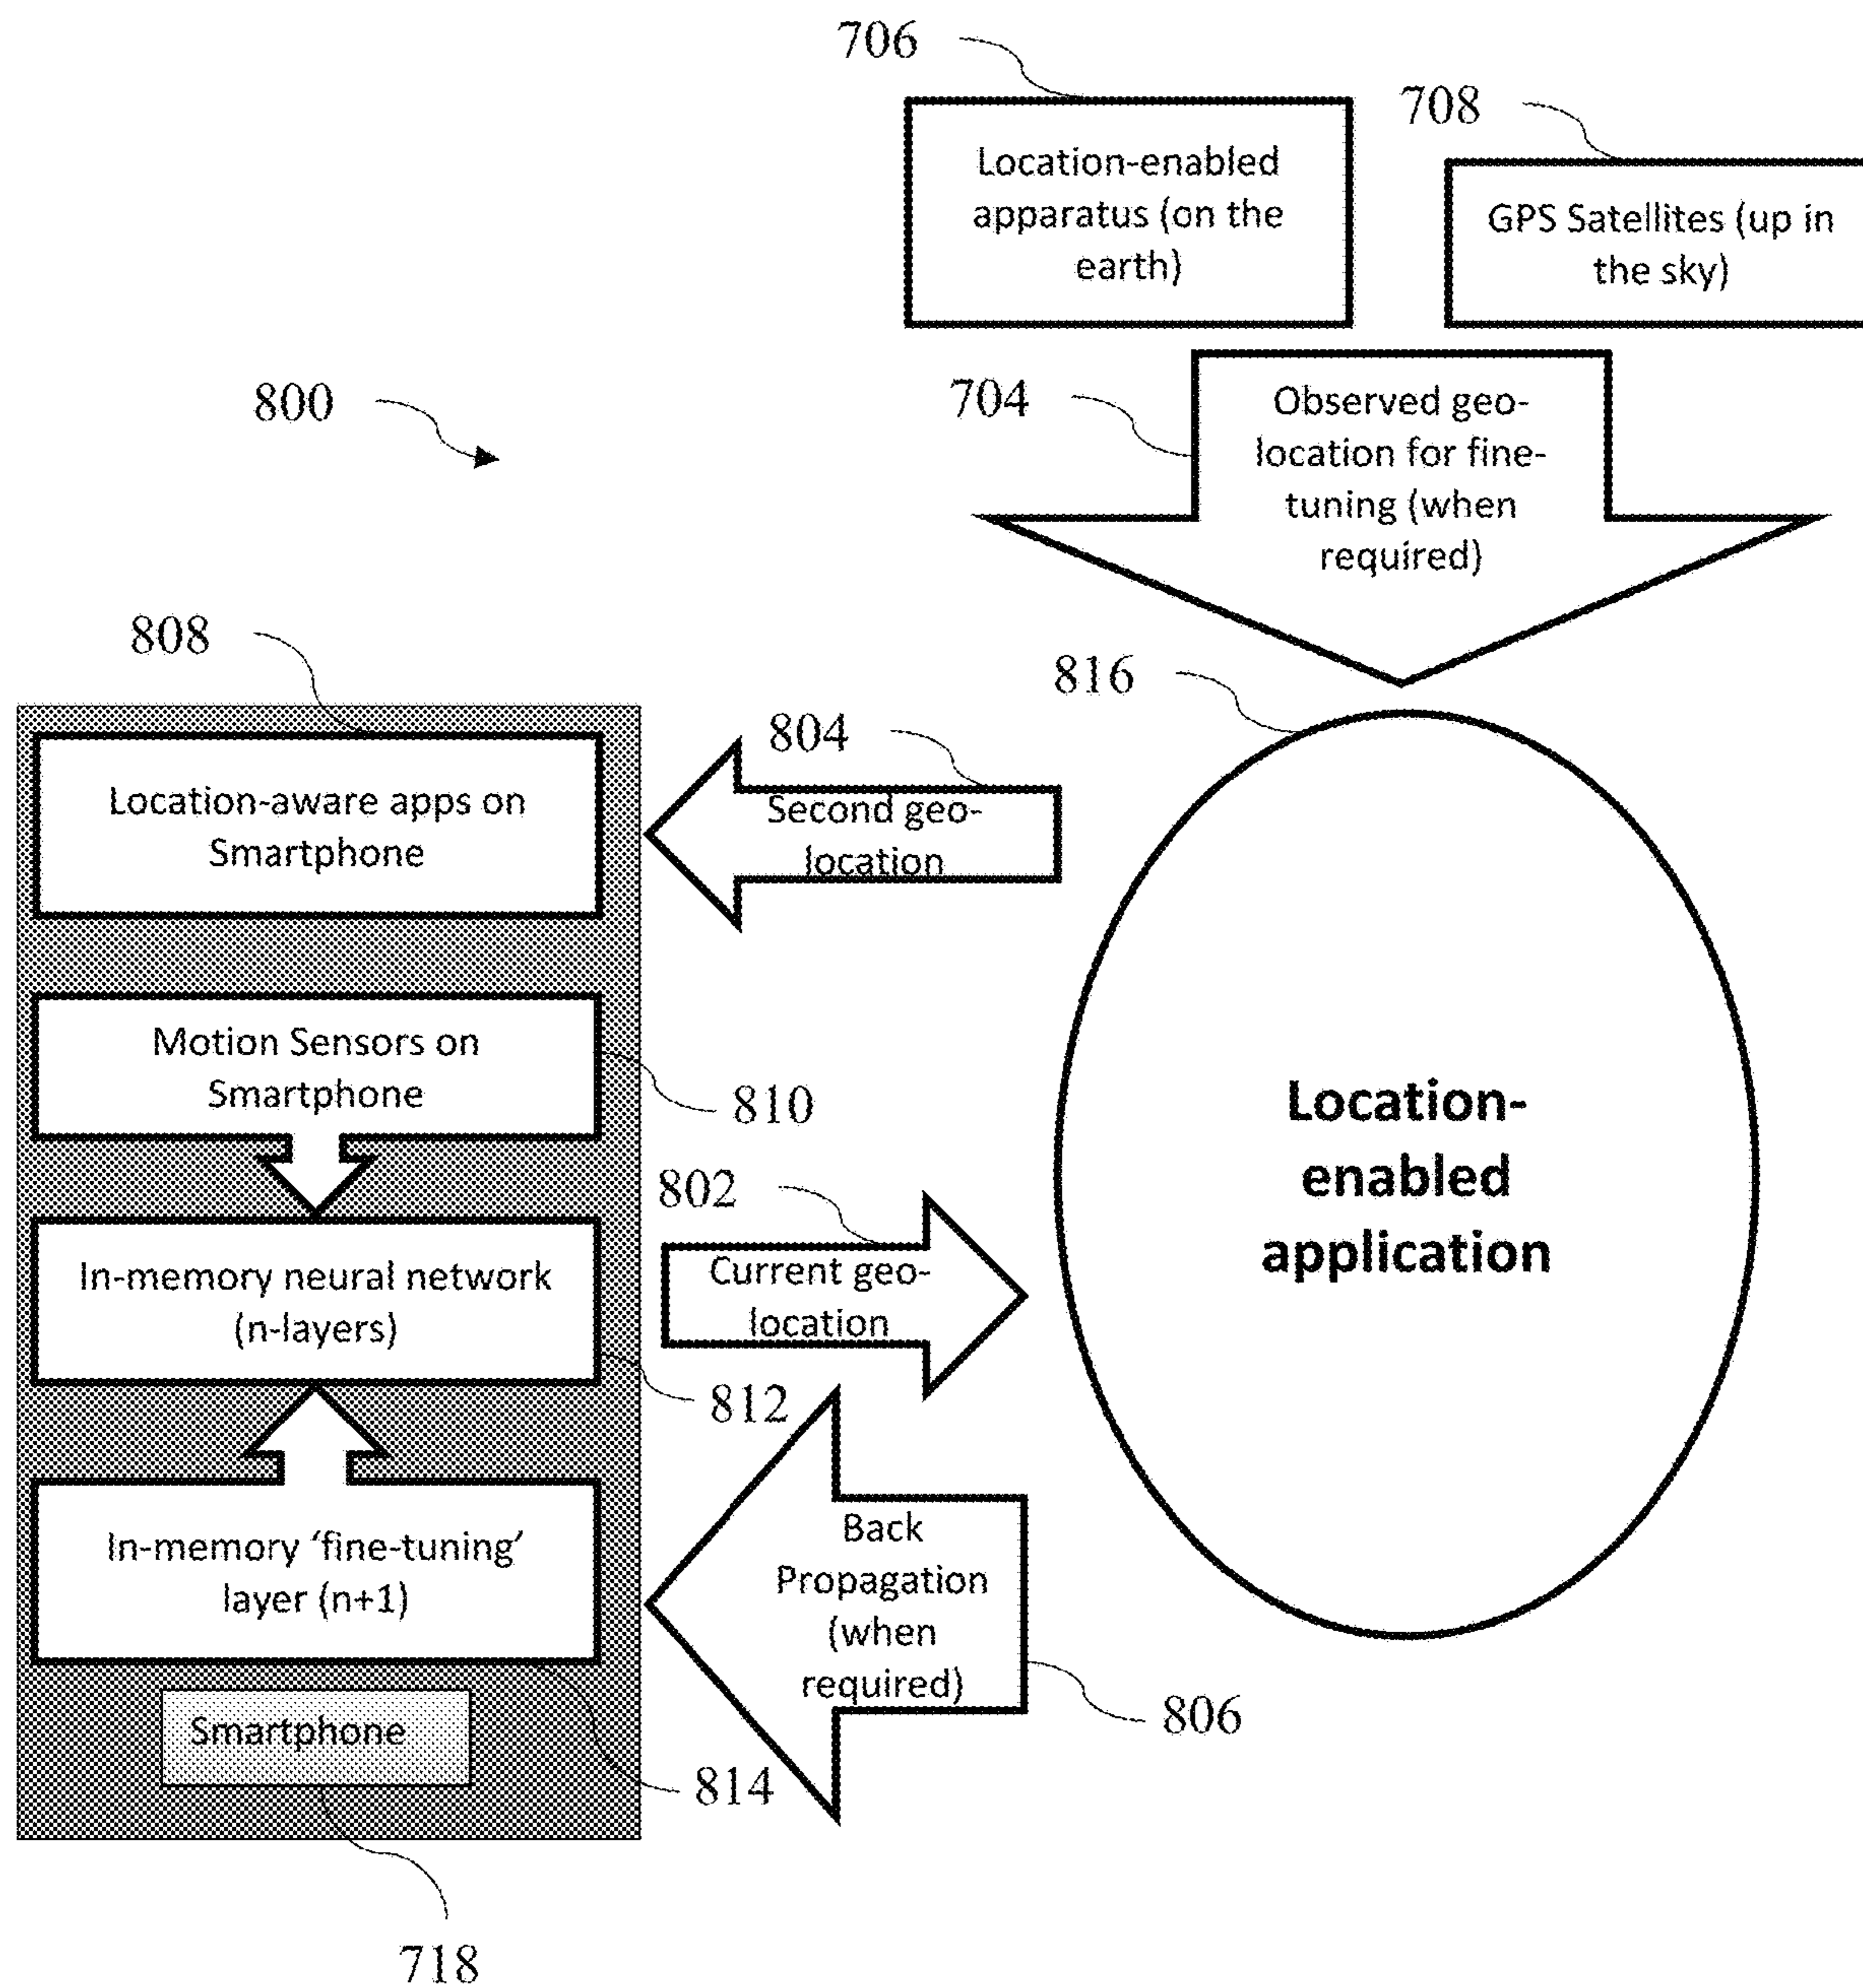 706
708
Location-enabled
apparatus (on the
earth)
GPS Satellites (up in
the sky)
800
704
Observed geo-
location for fine-
tuning (when
required)
808
816
804
Location-aware apps on
Smartphone
Second geo-
location
Motion Sensors on
Smartphone
810
802
Location-
enabled
application
In-memory neural network
(n-layers)
Current geo-
location
812
In-memory ‘fine-tuning’
layer (n+1)
Back
Propagation
(when
required)
806
Smartphone
814
718